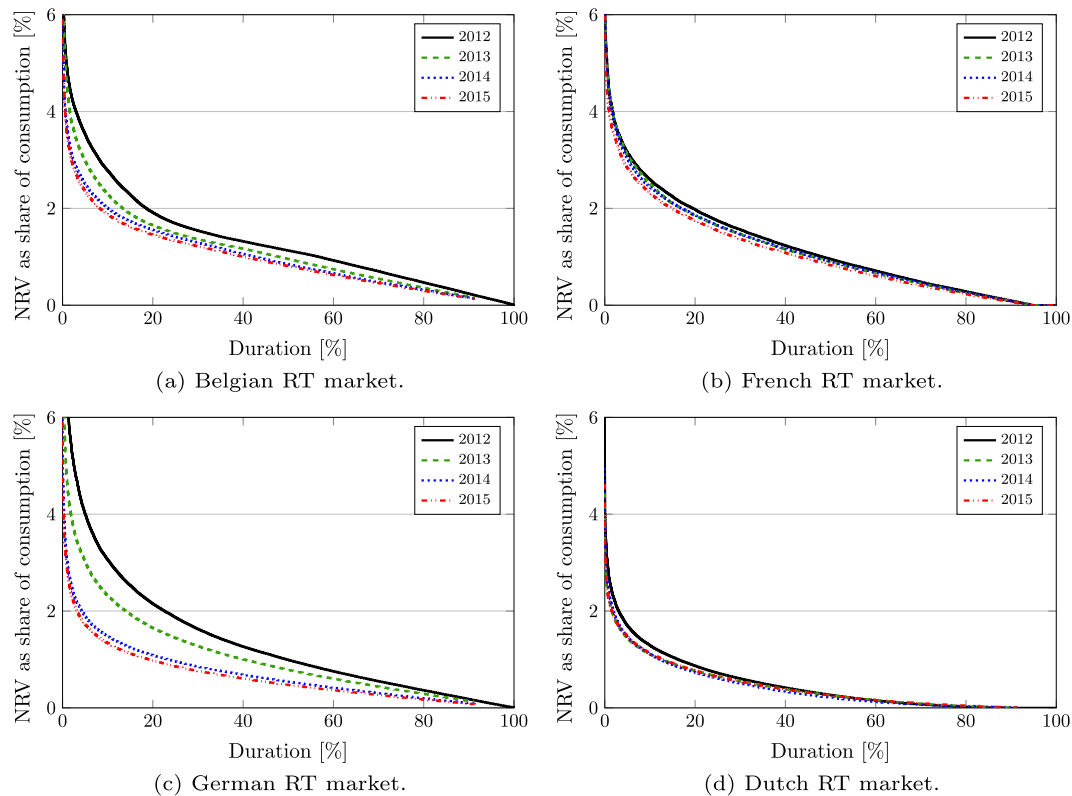 NRV as share of consumption [%]
6
4
2
0
2012
2013
2014
2015
0 20 40 60 80 100
Duration [%]
(a) Belgian RT market.
NRV as share of consumption [%]
6
4
2
0
2012
2013
2014
2015
0 20 40 60 80 100
Duration [%]
(b) French RT market.
NRV as share of consumption [%]
6
4
2
0
2012
2013
2014
2015
0 20 40 60 80 100
Duration [%]
(c) German RT market.
NRV as share of consumption [%]
6
4
2
0
2012
2013
2014
2015
0 20 40 60 80 100
Duration [%]
(d) Dutch RT market.